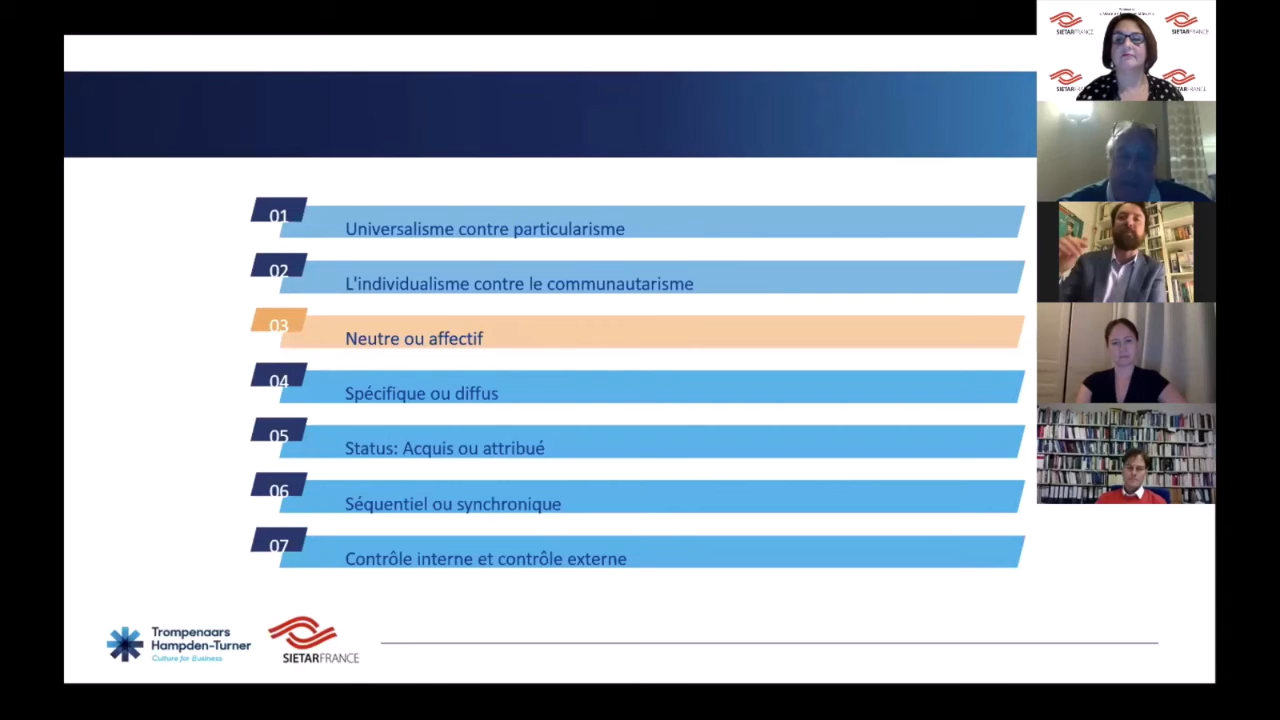 01
Universalisme contre particularisme
02
L'individualisme contre le communautarisme
03
Neutre ou affectif
04
Spécifique ou diffus
05
Status: Acquis ou attribué
06
Séquentiel ou synchronique
07
Contrôle interne et contrôle externe
Trompenaars
Hampden-Turner
Culture for Business
SIETARFRANCE
SIETARFRANCE
SIETARFRANCE